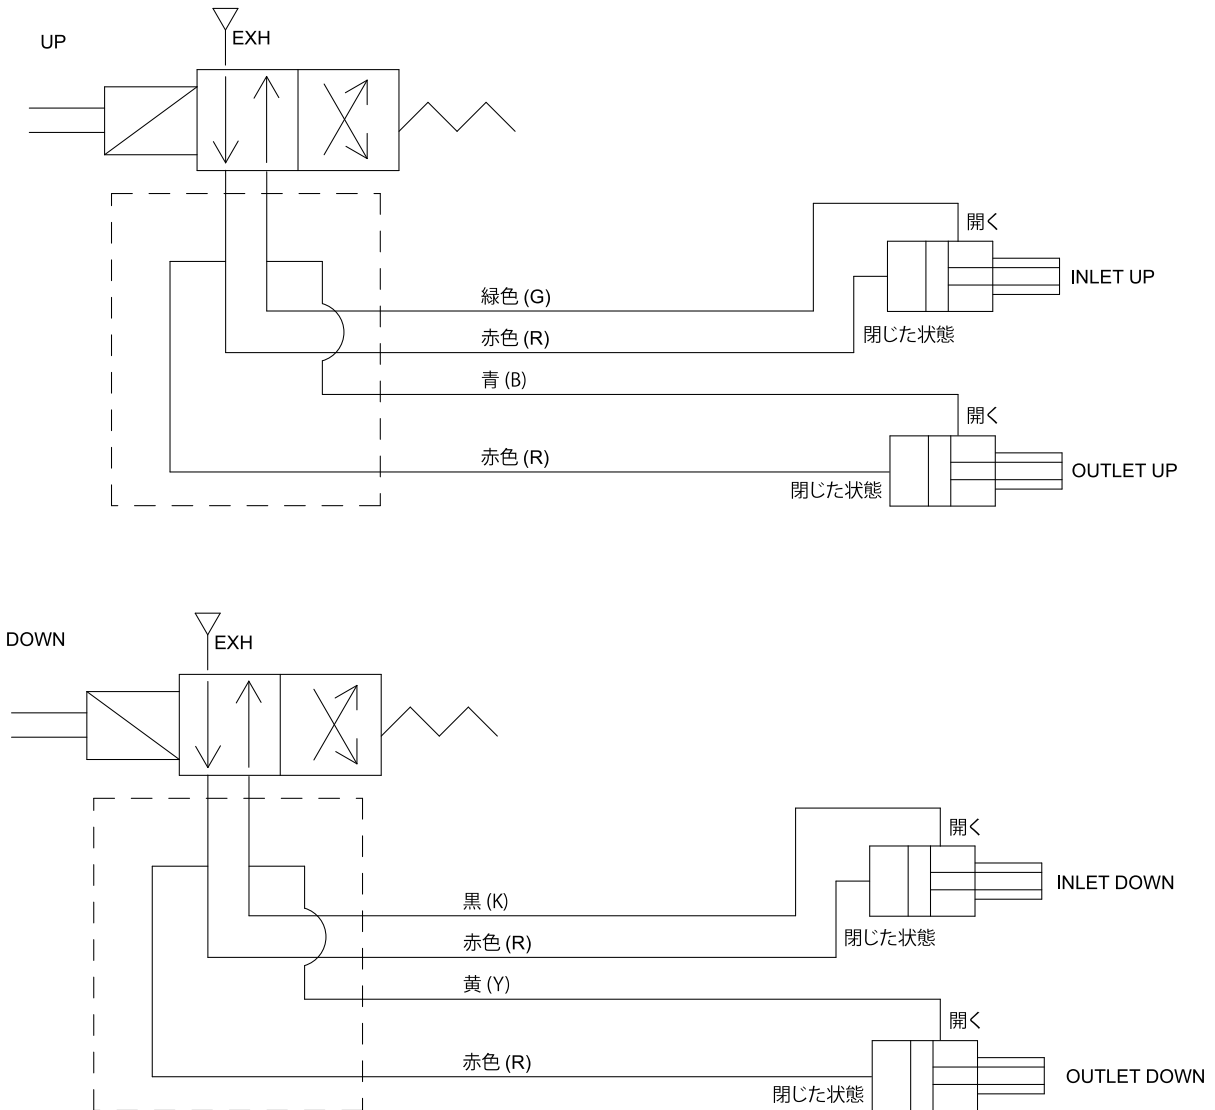 UP
EXH
開く
INLET UP
緑色 (G)
閉じた状態
赤色 (R)
青 (B)
開く
赤色 (R)
OUTLET UP
閉じた状態
DOWN
EXH
開く
INLET DOWN
黒 (K)
閉じた状態
赤色 (R)
黄 (Y)
開く
赤色 (R)
OUTLET DOWN
閉じた状態